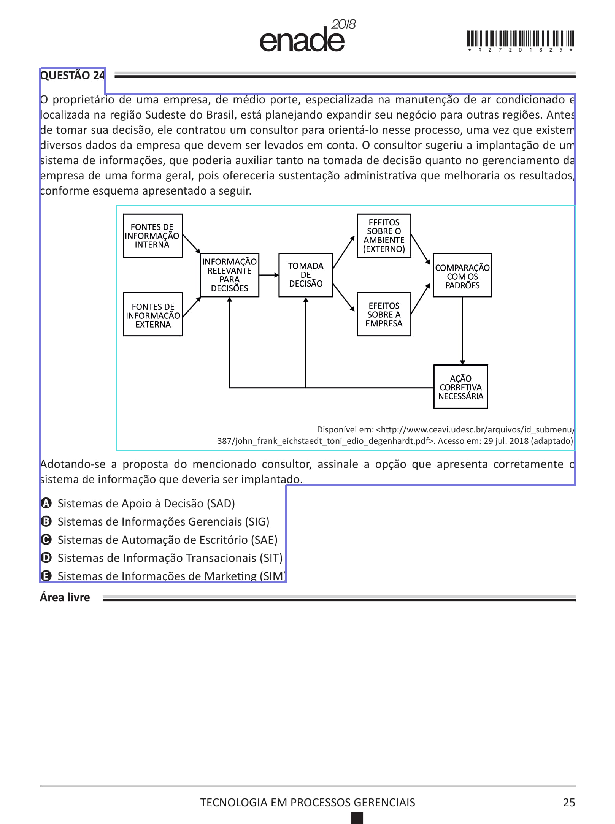 enade2018
*R2720182 5*
QUESTÃO 24
O proprietário de uma empresa, de médio porte, especializada na manutenção de ar condicionado e
localizada na região Sudeste do Brasil, está planejando expandir seu negócio para outras regiões. Antes
de tomar sua decisão, ele contratou um consultor para orientá-lo nesse processo, uma vez que existem
diversos dados da empresa que devem ser levados em conta. O consultor sugeriu a implantação de um
sistema de informações, que poderia auxiliar tanto na tomada de decisão quanto no gerenciamento da
empresa de uma forma geral, pois ofereceria sustentação administrativa que melhoraria os resultados,
conforme esquema apresentado a seguir.
FONTES DE
INFORMAÇÃO
INTERNA
FONTES DE
INFORMAÇÃO
EXTERNA
INFORMAÇÃO
RELEVANTE
PARA
DECISÕES
TOMADA
DE
DECISÃO
EFEITOS
SOBRE O
AMBIENTE
(EXTERNO)
EFEITOS
SOBRE A
EMPRESA
COMPARAÇÃO
COM OS
PADRÕES
AÇÃO
CORRETIVA
NECESSÁRIA
Disponível em: <http://www.ceavi.udesc.br/arquivos/id_submenu/
387/john_frank_eichstaedt_toni_edio_degenhardt.pdf>. Acesso em: 29 jul. 2018 (adaptado).
Adotando-se a proposta do mencionado consultor, assinale a opção que apresenta corretamente o
sistema de informação que deveria ser implantado.
A Sistemas de Apoio à Decisão (SAD)
B Sistemas de Informações Gerenciais (SIG)
C Sistemas de Automação de Escritório (SAE)
D Sistemas de Informação Transacionais (SIT)
E Sistemas de Informações de Marketing (SIM)
Área livre
TECNOLOGIA EM PROCESSOS GERENCIAIS
25